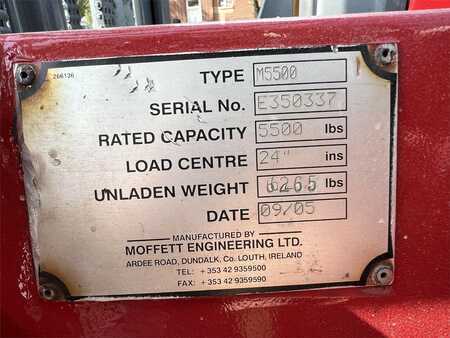 266136
TYPE M5500
SERIAL No. E350337
RATED CAPACITY 5500 lbs
LOAD CENTRE 24" ins
UNLADEN WEIGHT 6265 lbs
DATE 09/05
MANUFACTURED BY
MOFFETT ENGINEERING LTD.
ARDEE ROAD, DUNDALK, Co. LOUTH, IRELAND
TEL: +353 42 9359500
FAX: +353 42 9359590